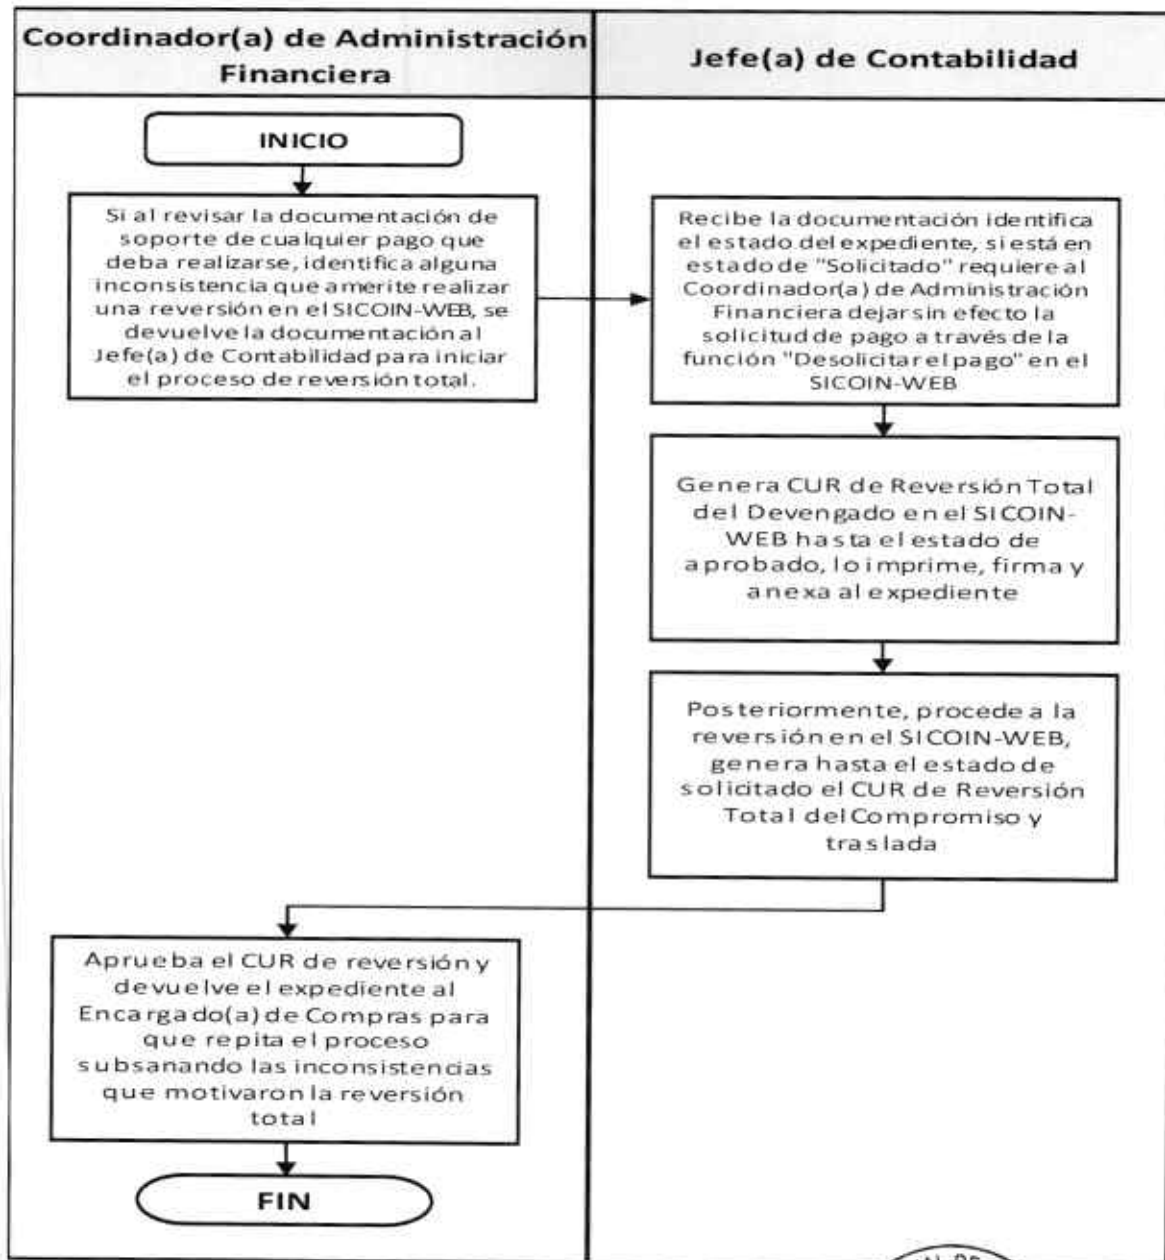 Coordinador(a) de Administración
Financiera
Jefe(a) de Contabilidad
INICIO
Si al revisar la documentación de
soporte de cualquier pago que
deba realizarse, identifica alguna
inconsistencia que amerite realizar
una reversión en el SICOIN-WEB, se
devuelve la documentación al
Jefe(a) de Contabilidad para iniciar
el proceso de reversión total.
Recibe la documentación identifica
el estado del expediente, si está en
estado de "Solicitado" requiere al
Coordinador(a) de Administración
Financiera dejar sin efecto la
solicitud de pago a través de la
función "Desolicitar el pago" en el
SICOIN-WEB
Genera CUR de Reversión Total
del Devengado en el SICOIN-
WEB hasta el estado de
aprobado, lo imprime, firma y
anexa al expediente
Posteriormente, procede a la
reversión en el SICOIN-WEB,
genera hasta el estado de
solicitado el CUR de Reversión
Total del Compromiso y
traslada
Aprueba el CUR de reversión y
devuelve el expediente al
Encargado(a) de Compras para
que repita el proceso
subsanando las inconsistencias
que motivaron la reversión
total
FIN